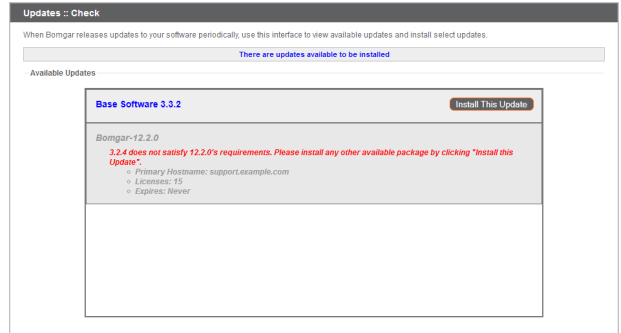 Updates :: Check
When Bomgar releases updates to your software periodically, use this interface to view available updates and install select updates.
There are updates available to be installed
Available Updates
Base Software 3.3.2
Install This Update
Bomgar-12.2.0
3.2.4 does not satisfy 12.2.0's requirements. Please install any other available package by clicking "Install this
Update".
Primary Hostname: support.example.com
Licenses: 15
Expires: Never